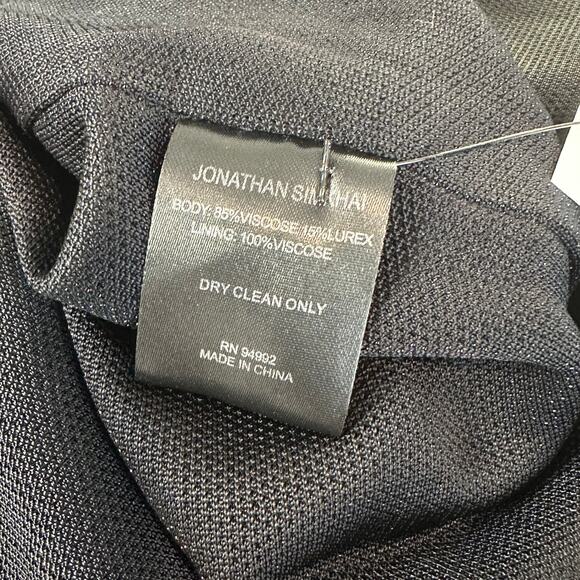 JONATHAN SIMKHAI
BODY: 85%VISCOSE 15%LUREX
LINING: 100%VISCOSE
DRY CLEAN ONLY
RN 94992
MADE IN CHINA